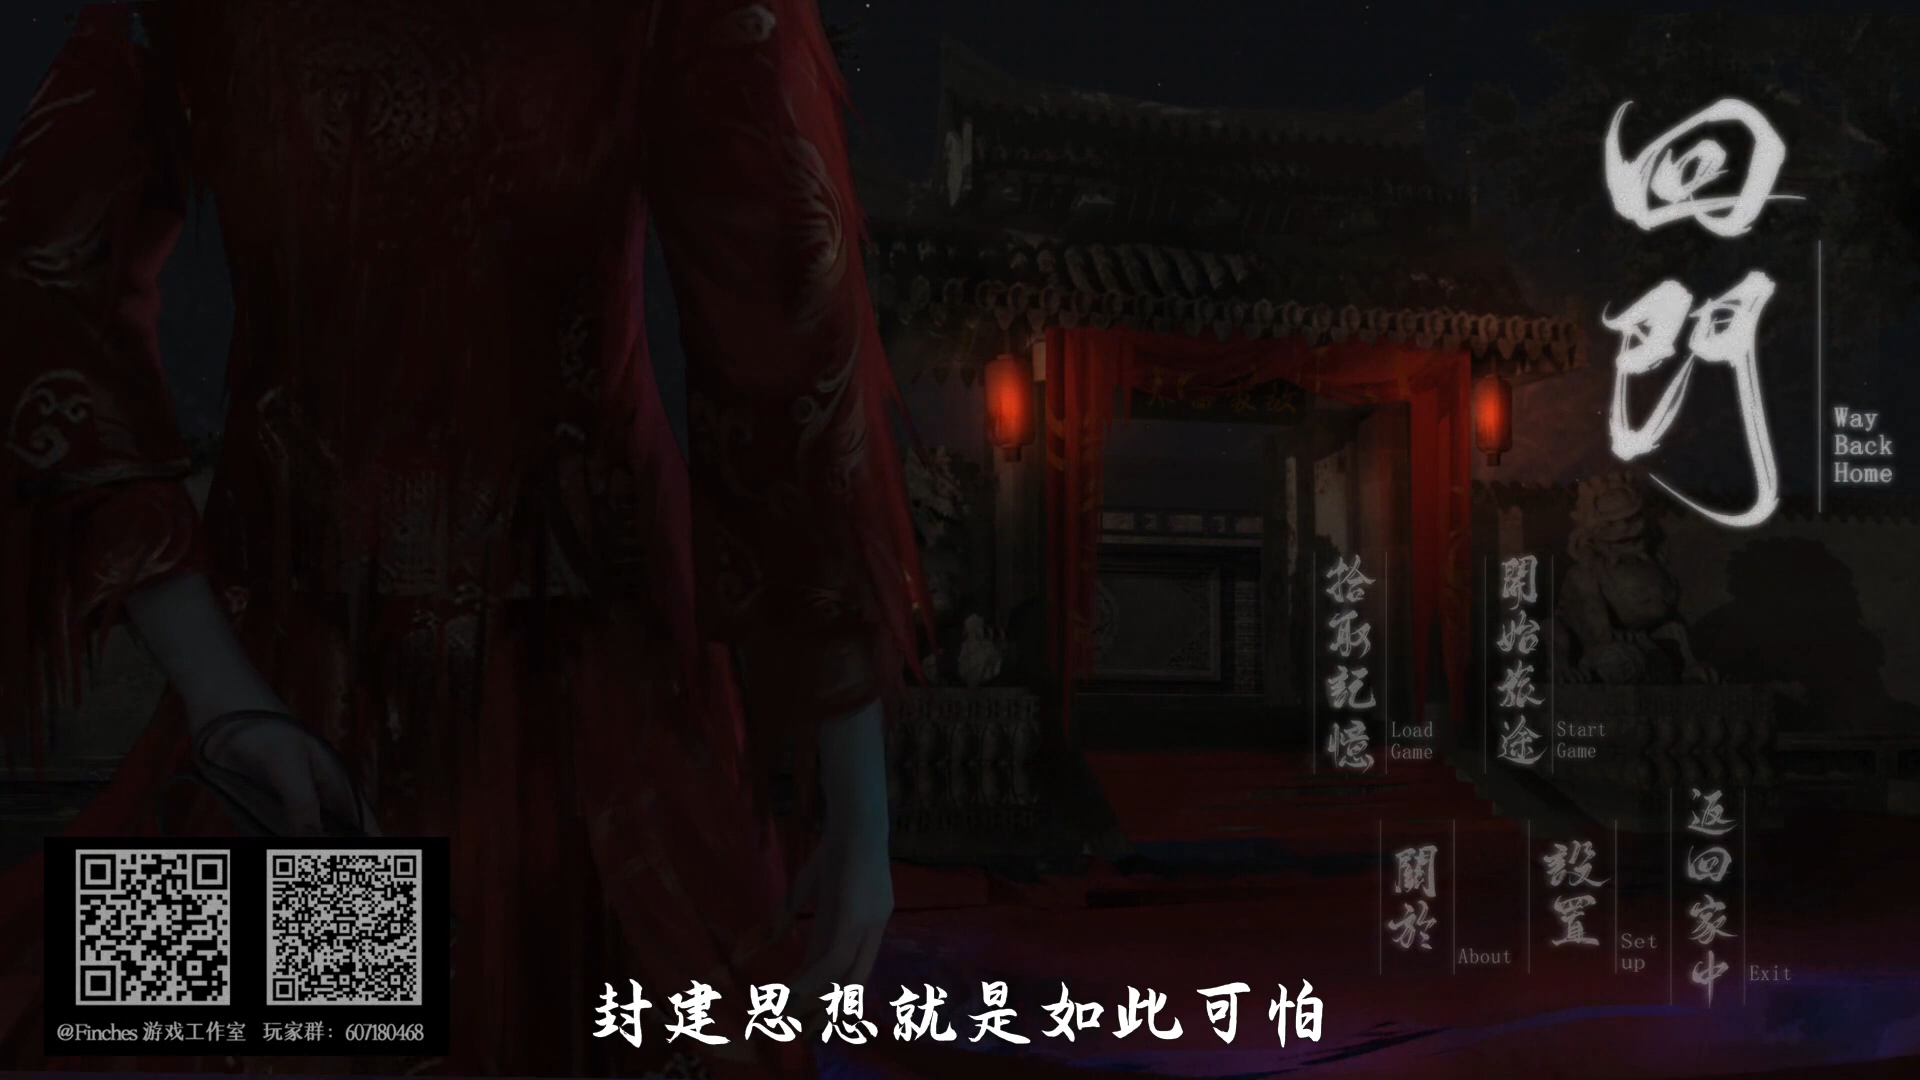 回門
Way
Back
Home
開始旅途
Start
Game
拾取記憶
Load
Game
返回家中
Exit
設置
Set
up
關於
About
@Finches 游戏工作室
玩家群：607180468
封建思想就是如此可怕